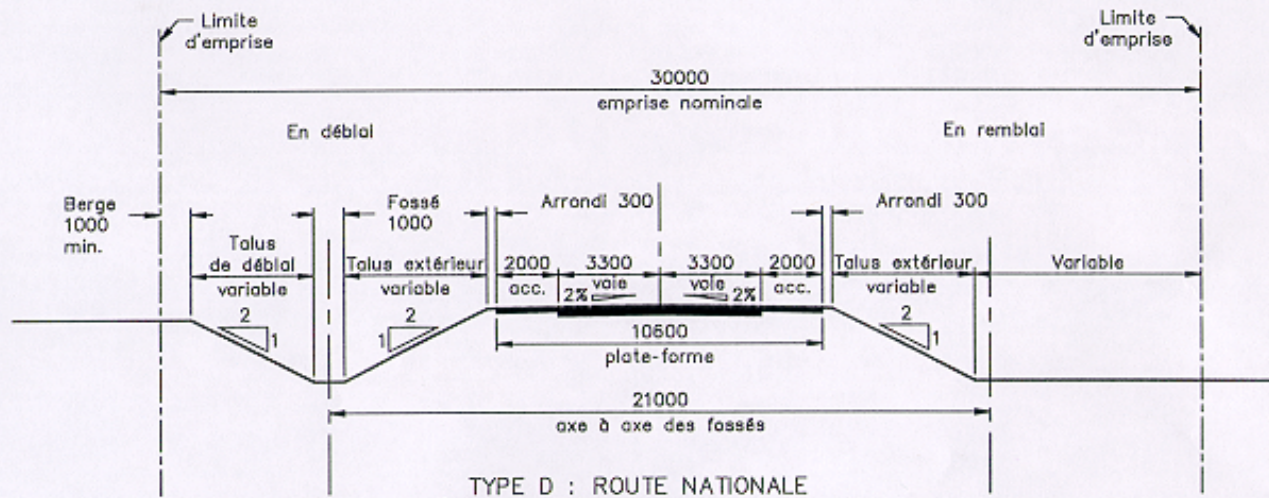 Limite
d'emprise
Limite
d'emprise
30000
emprise nominale
En déblai
En remblai
Berge
1000
min.
Fossé
1000
Arrondi 300
Arrondi 300
Talus
de déblai
variable
Talus extérieur
variable
2000
acc.
3300
voie
3300
voie
2000
acc.
Talus extérieur
variable
Variable
2%
2%
2
1
2
1
2
1
10600
plate-forme
21000
axe à axe des fossés
TYPE D : ROUTE NATIONALE